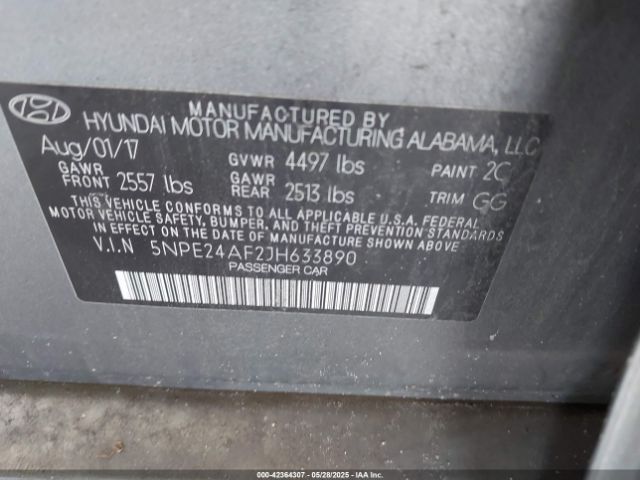 MANUFACTURED BY
HYUNDAI MOTOR MANUFACTURING ALABAMA, LLC
Aug/01/17 GVWR 4497 lbs PAINT 2C
GAWR FRONT 2557 lbs GAWR REAR 2513 lbs TRIM GG
THIS VEHICLE CONFORMS TO ALL APPLICABLE U.S.A. FEDERAL
MOTOR VEHICLE SAFETY, BUMPER, AND THEFT PREVENTION STANDARDS
IN EFFECT ON THE DATE OF MANUFACTURE SHOWN ABOVE
V.I.N 5NPE24AF2JH633890
PASSENGER CAR
000-42364307 | 05/28/2025 - IAA Inc.